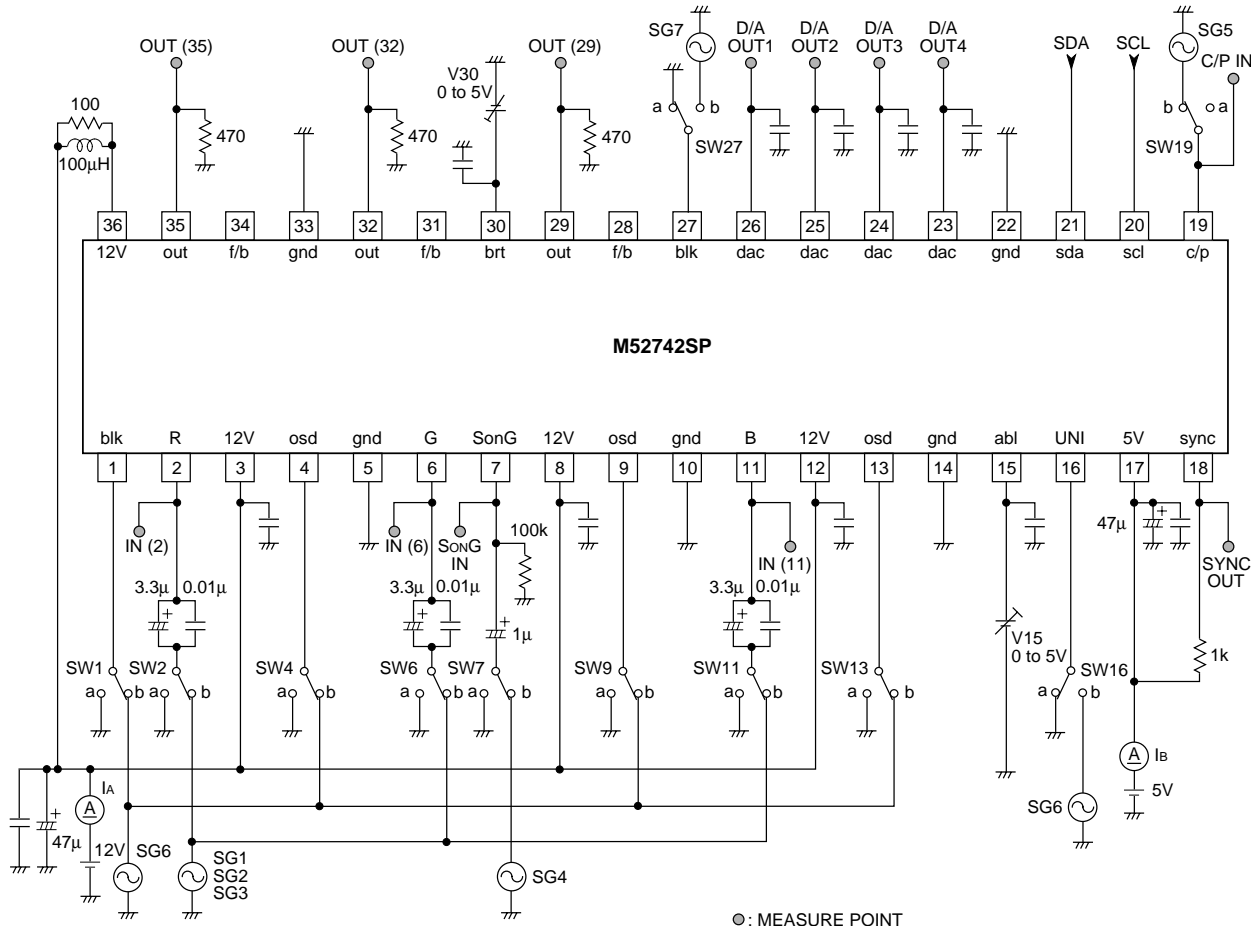 SG7
D/A
OUT1
D/A
OUT2
D/A
OUT3
D/A
OUT4
SG5
OUT (35)
OUT (32)
OUT (29)
SDA
SCL
C/P IN
V30
0 to 5V
100
100µH
470
470
470
a
b
SW27
b
a
SW19
36
35
34
33
32
31
30
29
28
27
26
25
24
23
22
21
20
19
12V
out
f/b
gnd
out
f/b
brt
out
f/b
blk
dac
dac
dac
dac
gnd
sda
scl
c/p
M52742SP
blk
R
12V
osd
gnd
G
SonG
12V
osd
gnd
B
12V
osd
gnd
abl
UNI
5V
sync
1
2
3
4
5
6
7
8
9
10
11
12
13
14
15
16
17
18
IN (2)
IN (6)
SONG
IN
100k
IN (11)
47µ
+
SYNC
OUT
3.3µ
0.01µ
+
3.3µ
0.01µ
+
+
1µ
3.3µ
0.01µ
+
V15
0 to 5V
1k
SW1
a
b
SW2
a
b
SW4
a
b
SW6
a
b
SW7
a
b
SW9
a
b
SW11
a
b
SW13
a
b
SW16
a
b
IA
A
+
47µ
12V
SG6
SG1
SG2
SG3
SG4
SG6
A
IB
5V
: MEASURE POINT